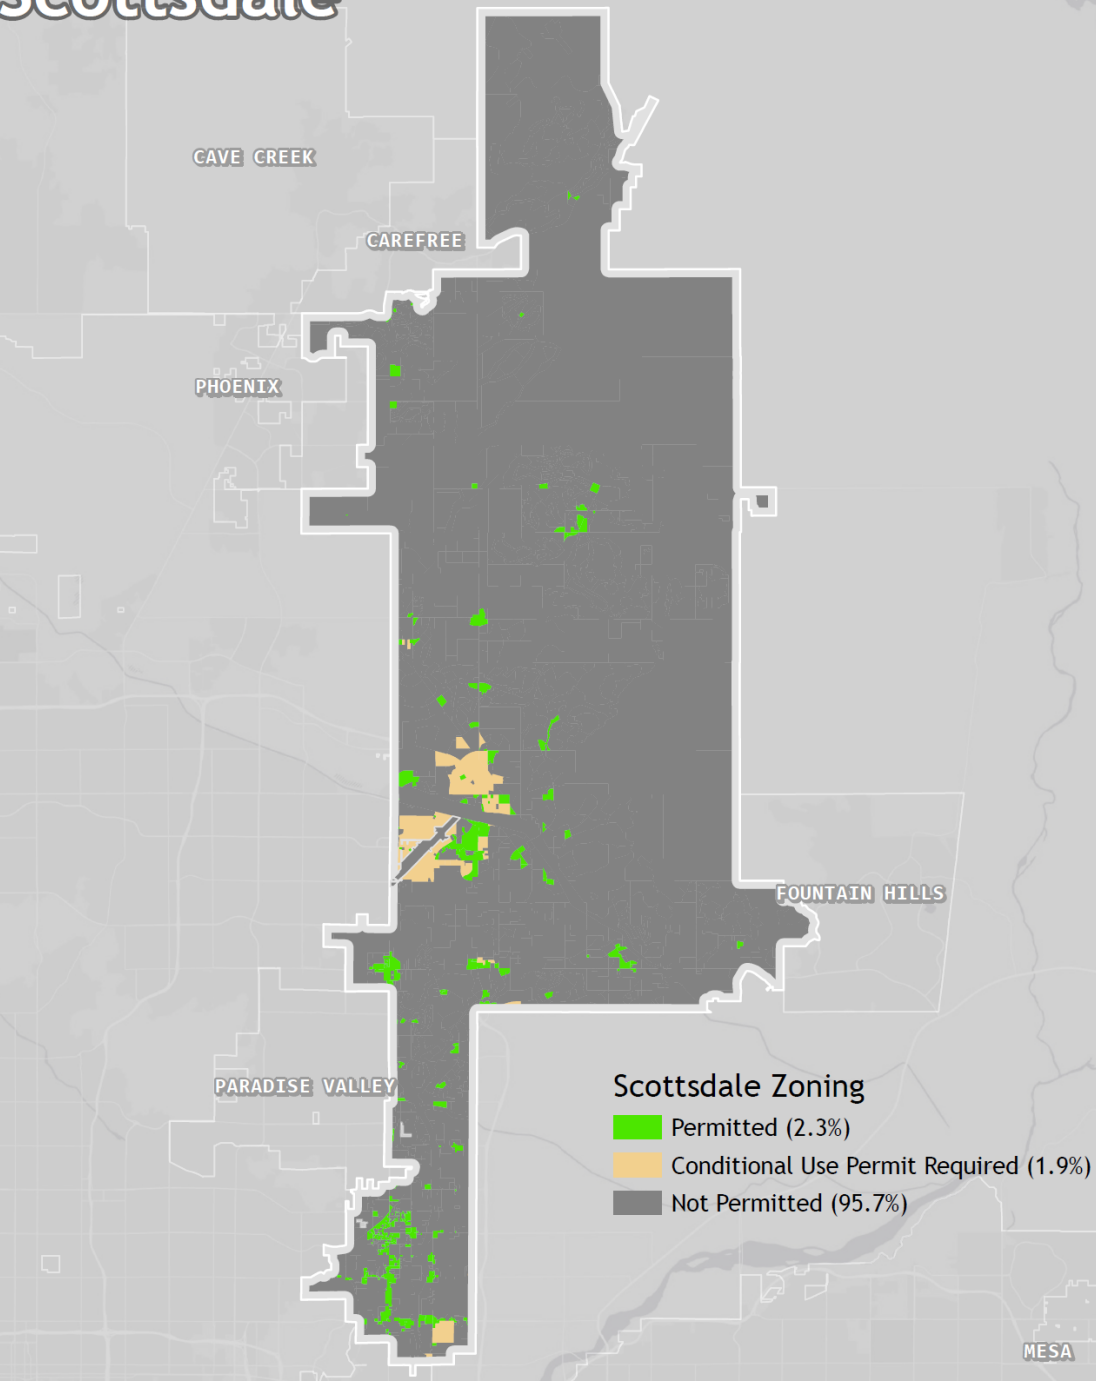 Scottsdale
CAVE CREEK
CAREFREE
PHOENIX
FOUNTAIN HILLS
PARADISE VALLEY
Scottsdale Zoning
Permitted (2.3%)
Conditional Use Permit Required (1.9%)
Not Permitted (95.7%)
MESA